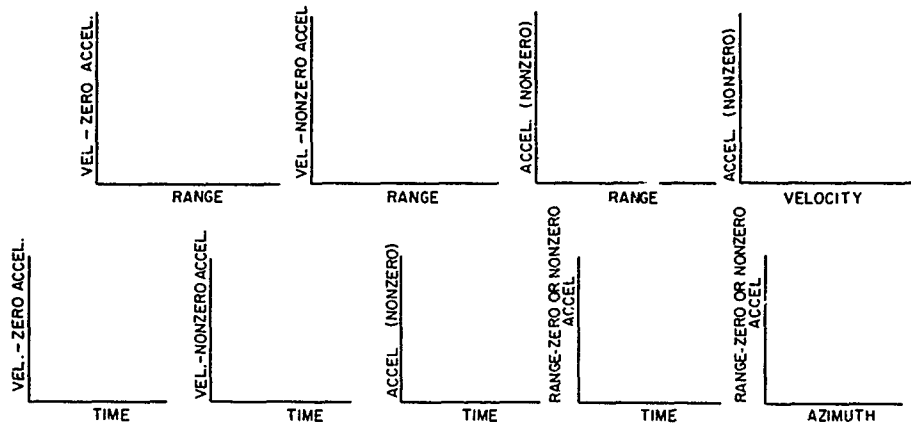 VEL - ZERO ACCEL.
RANGE
VEL - NONZERO ACCEL
RANGE
ACCEL. (NONZERO)
RANGE
ACCEL (NONZERO)
VELOCITY
VEL. - ZERO ACCEL.
TIME
VEL. - NONZERO ACCEL.
TIME
ACCEL (NONZERO)
TIME
RANGE-ZERO OR NONZERO
ACCEL
TIME
RANGE-ZERO OR NONZERO
ACCEL
AZIMUTH